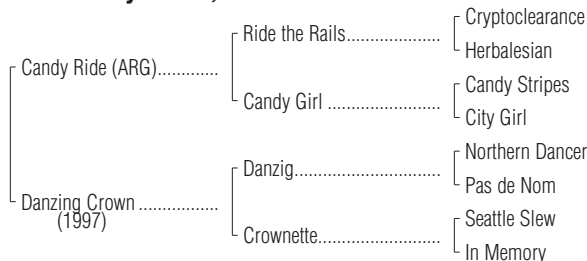 Cryptoclearance
Ride the Rails....................
Herbalesian
Candy Ride (ARG).............
Candy Stripes
Candy Girl ..........................
City Girl
Northern Dancer
Danzig..................................
Pas de Nom
Danzing Crown .................
(1997)
Seattle Slew
Crownette............................
In Memory